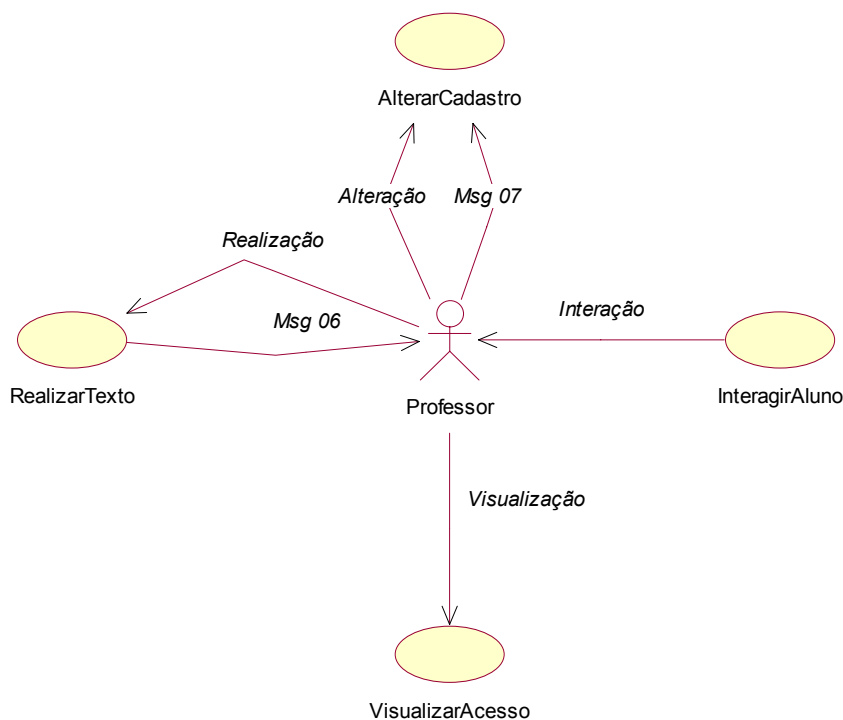 AlterarCadastro
Alteração
Msg 07
Realização
Msg 06
Interação
RealizarTexto
Professor
InteragirAluno
Visualização
VisualizarAcesso